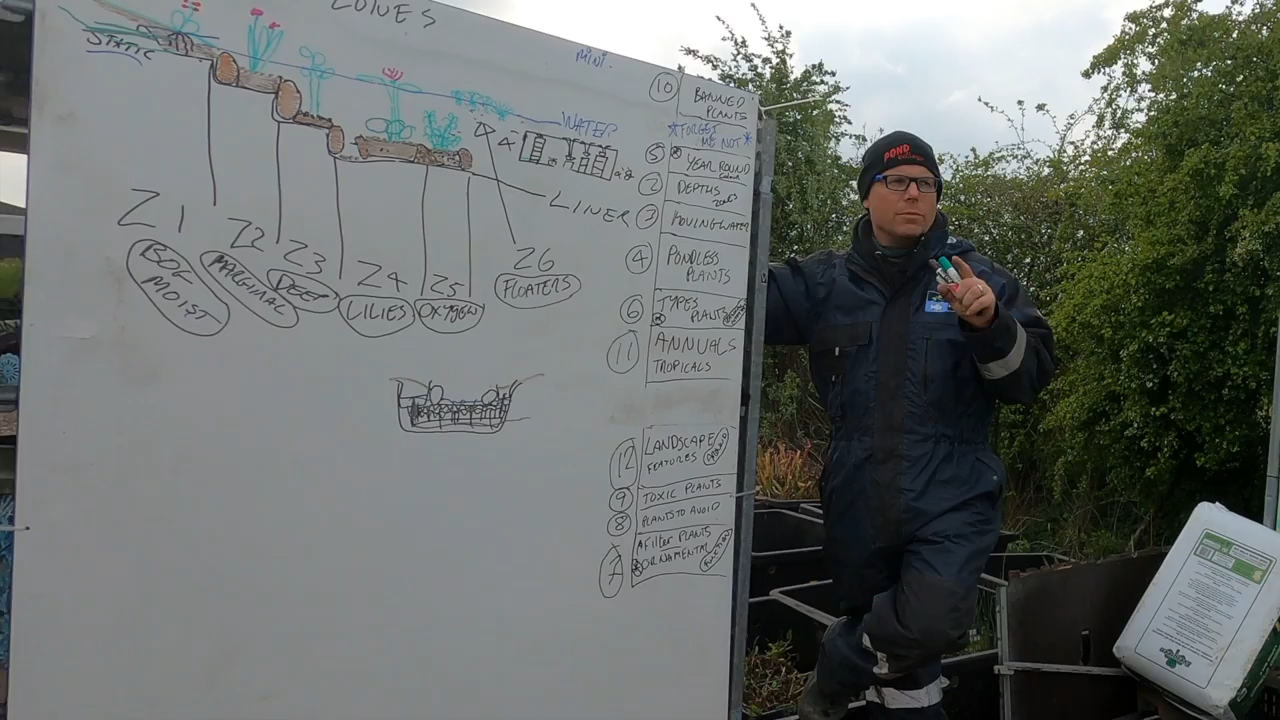 ZONES
STATIC
MINI.
WATER
LINER
Z1
BOG
MOIST
Z2
MARGINAL
Z3
DEEP
Z4
LILIES
Z5
OXYGEN
Z6
FLOATERS
10 BANNED
PLANTS
*FORGET
ME NOT*
5 YEAR ROUND
2 DEPTHS
ZONES
3 MOVING WATER
4 PONDLESS
PLANTS
6 TYPES
PLANTS
11 ANNUALS
TROPICALS
12 LANDSCAPE
FEATURES
9 TOXIC PLANTS
8 PLANTS TO AVOID
7 FILTER PLANTS
ORNAMENTAL
POND